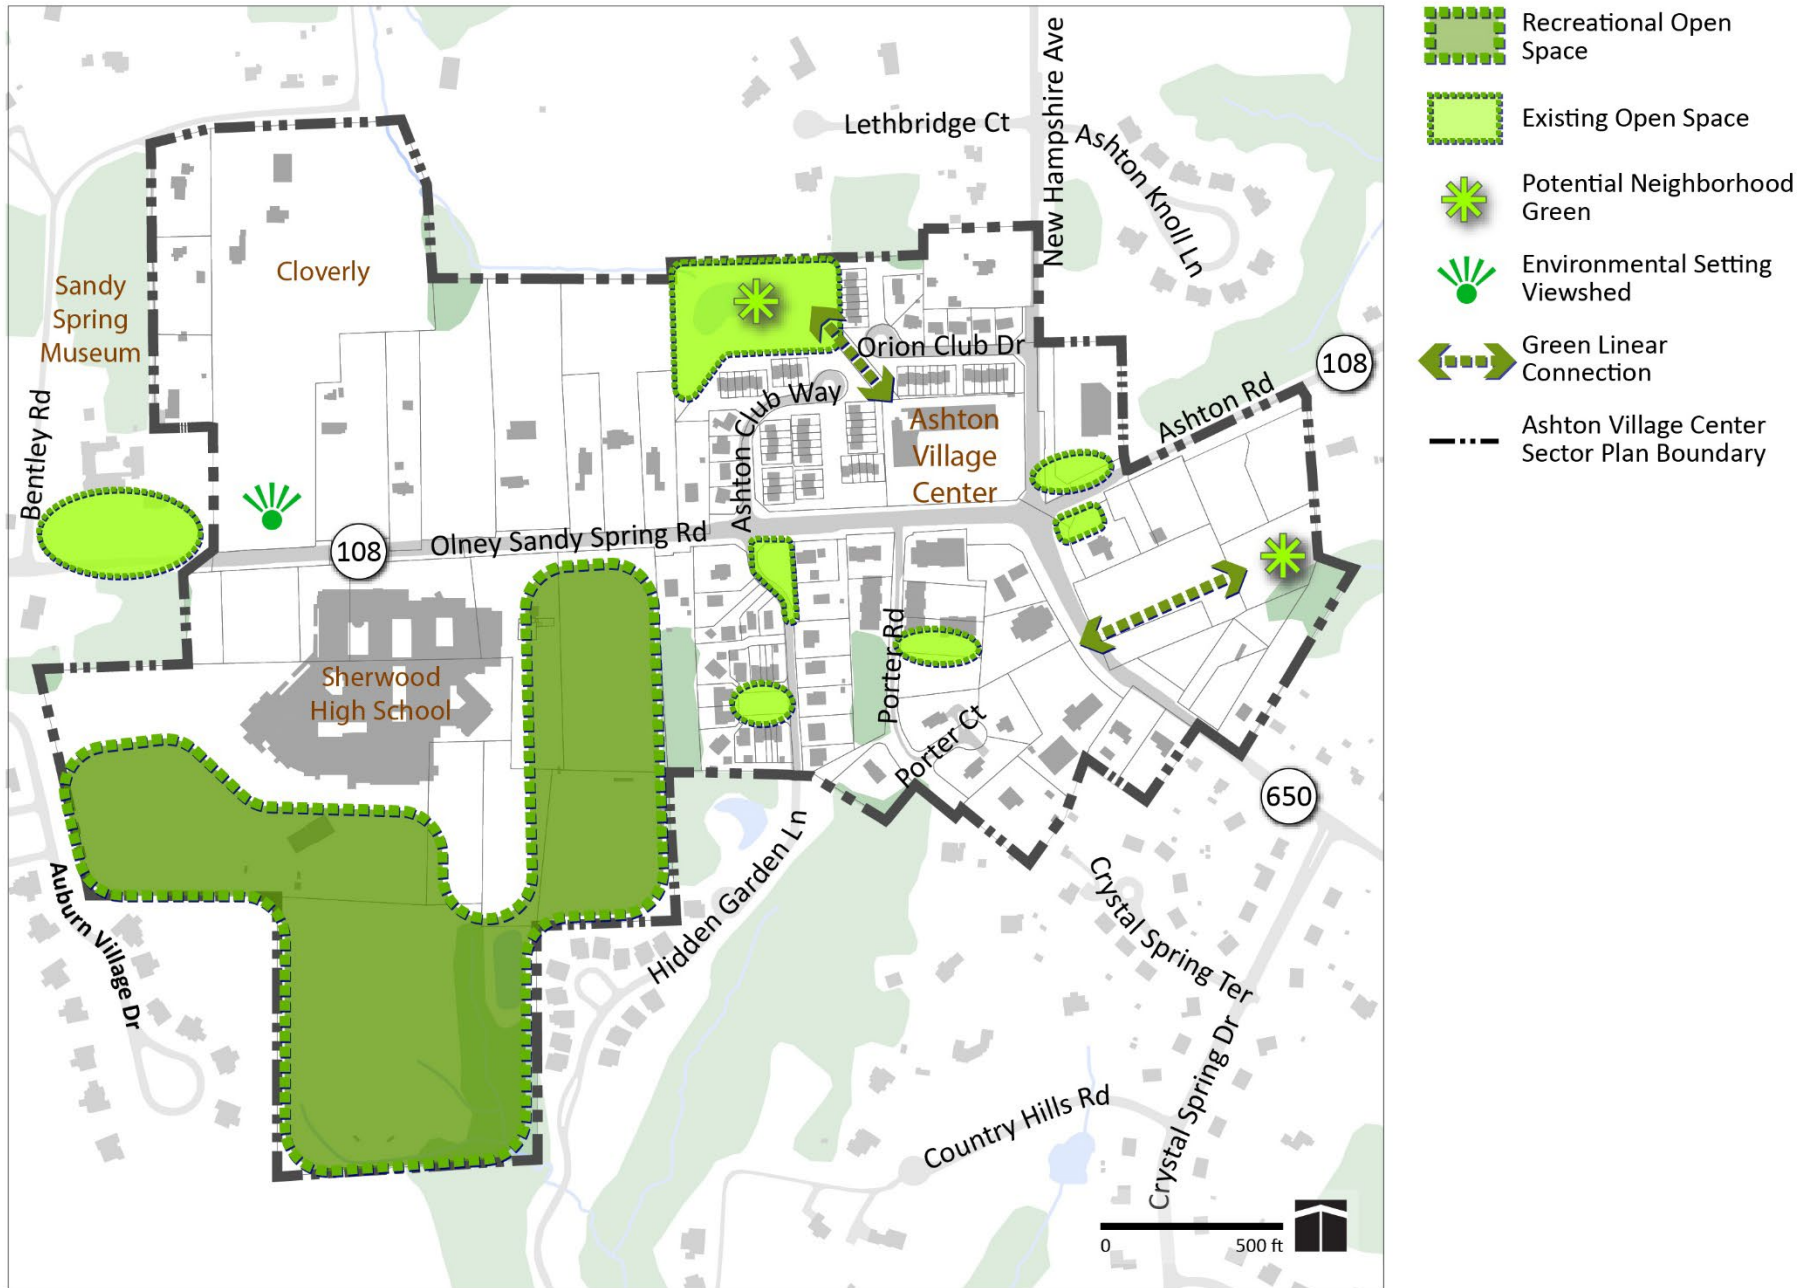 Recreational Open
Space
Existing Open Space
Potential Neighborhood
Green
Environmental Setting
Viewshed
Green Linear
Connection
Ashton Village Center
Sector Plan Boundary
New Hampshire Ave
Lethbridge Ct
Ashton Knoll Ln
Sandy
Spring
Museum
Cloverly
Orion Club Dr
108
Bentley Rd
Ashton Club Way
Ashton
Village
Center
Ashton Rd
Olney Sandy Spring Rd
108
Sherwood
High School
Porter Rd
Porter Ct
650
Auburn Village Dr
Hidden Garden Ln
Crystal Spring Ter
Crystal Spring Dr
Country Hills Rd
0
500 ft